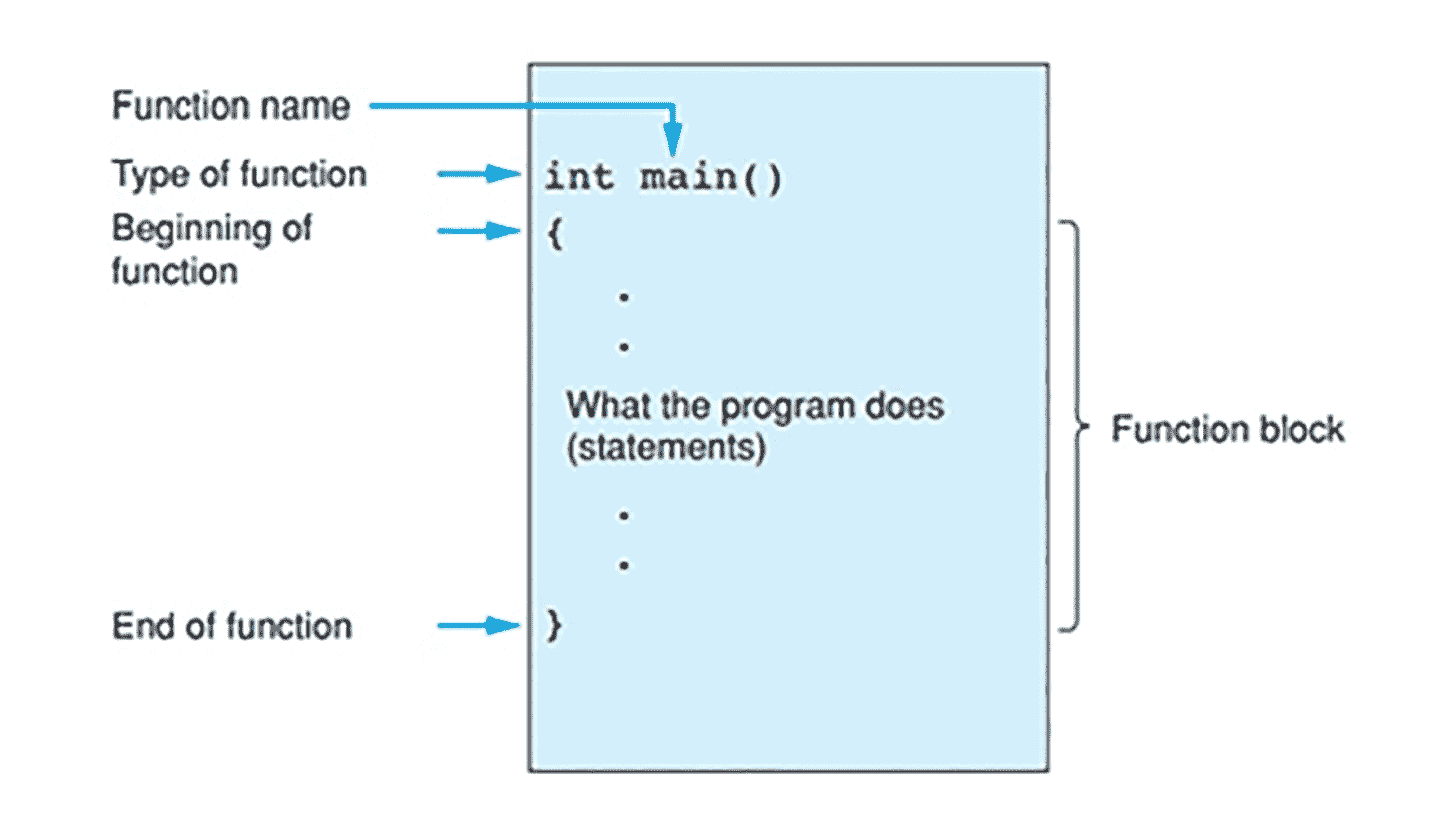 Function name
Type of function
int main()
Beginning of
function
{
.
.
What the program does
(statements)
.
.
Function block
End of function
}